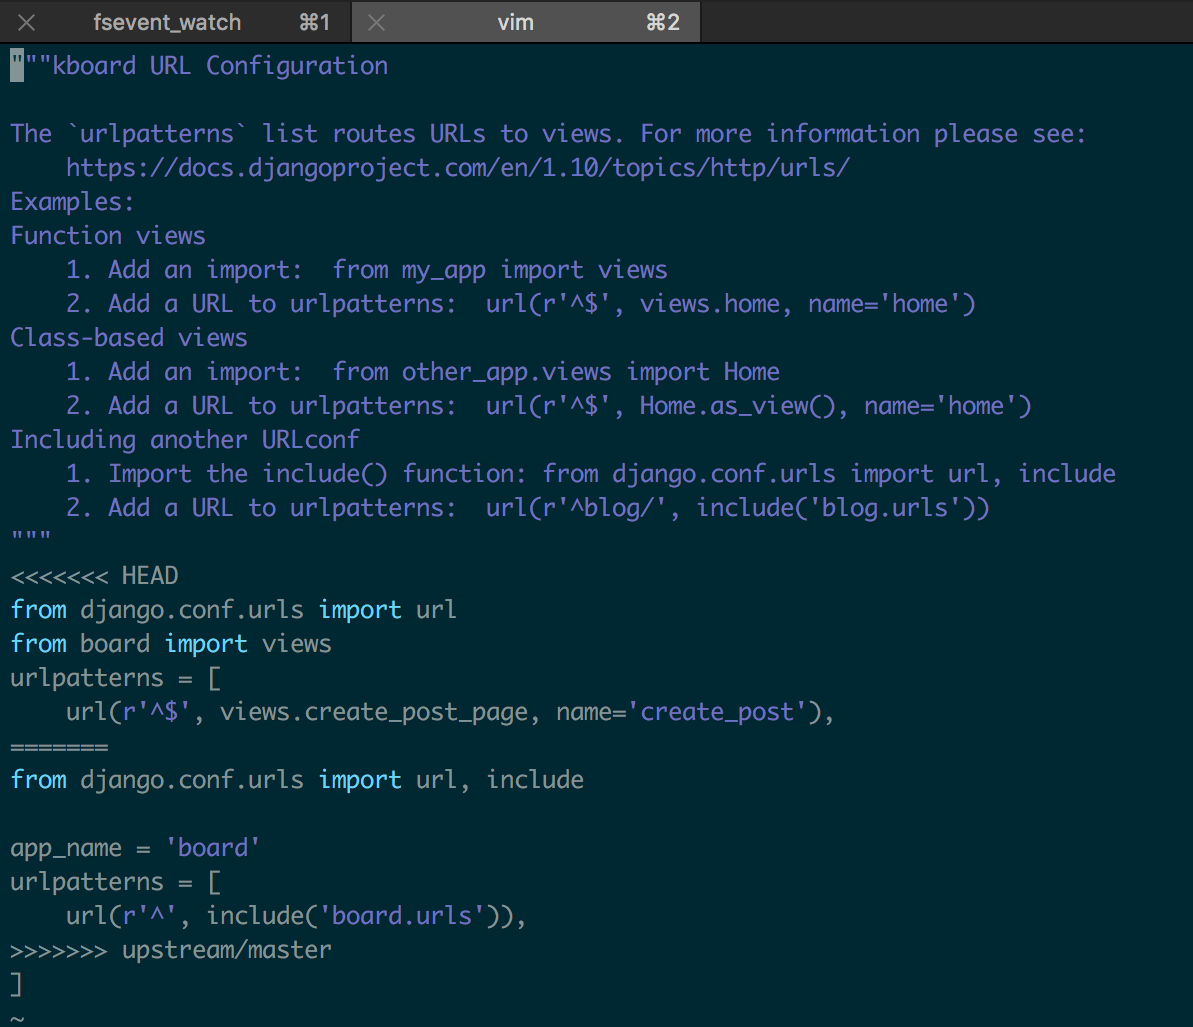 fsevent_watch ⌘1 vim ⌘2
"""kboard URL Configuration

The `urlpatterns` list routes URLs to views. For more information please see:
    https://docs.djangoproject.com/en/1.10/topics/http/urls/
Examples:
Function views
    1. Add an import:  from my_app import views
    2. Add a URL to urlpatterns:  url(r'^$', views.home, name='home')
Class-based views
    1. Add an import:  from other_app.views import Home
    2. Add a URL to urlpatterns:  url(r'^$', Home.as_view(), name='home')
Including another URLconf
    1. Import the include() function: from django.conf.urls import url, include
    2. Add a URL to urlpatterns:  url(r'^blog/', include('blog.urls'))
"""
<<<<<<< HEAD
from django.conf.urls import url
from board import views
urlpatterns = [
    url(r'^$', views.create_post_page, name='create_post'),
=======
from django.conf.urls import url, include

app_name = 'board'
urlpatterns = [
    url(r'^', include('board.urls')),
>>>>>>> upstream/master
]
~